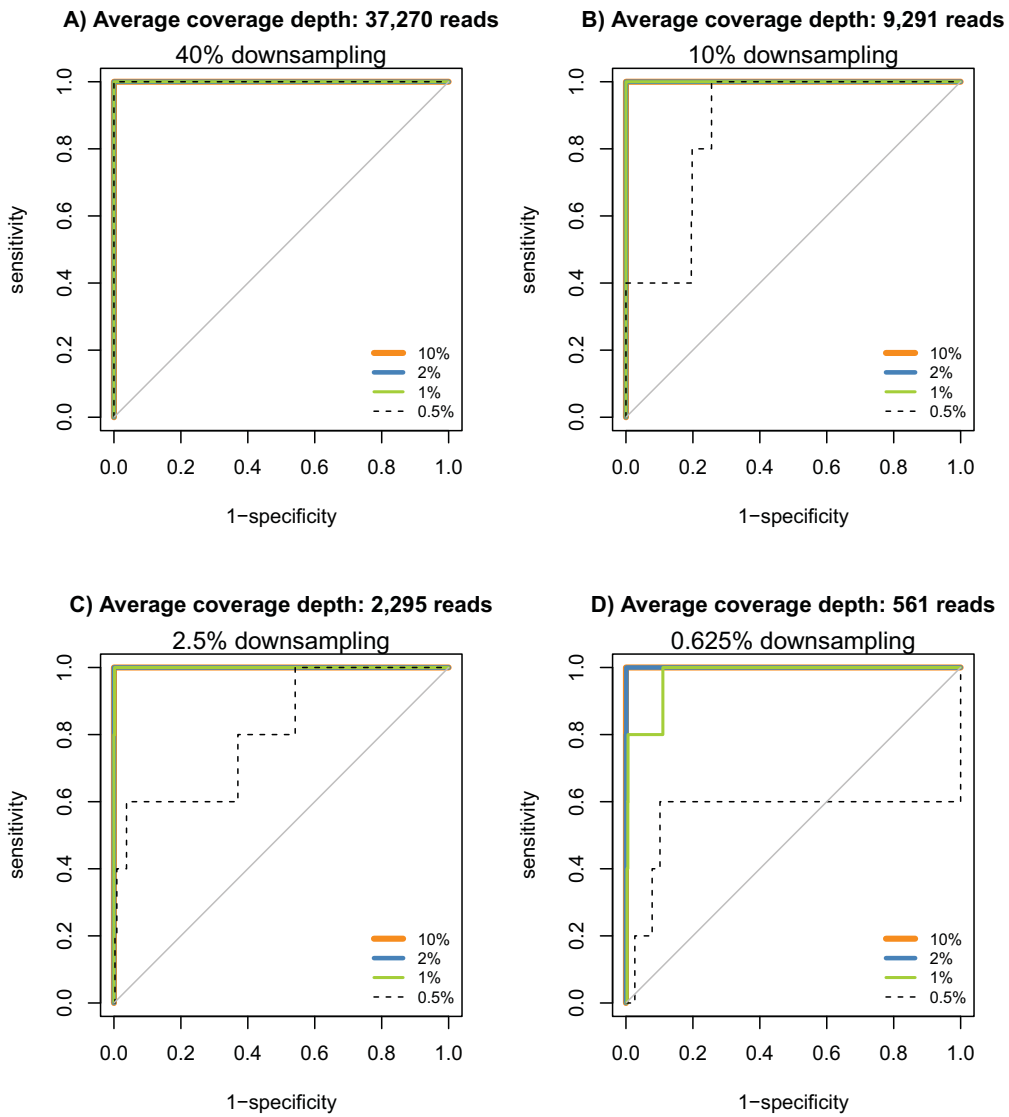 A) Average coverage depth: 37,270 reads
40% downsampling
sensitivity
0.0 0.2 0.4 0.6 0.8 1.0
10%
2%
1%
0.5%
0.0 0.2 0.4 0.6 0.8 1.0
1−specificity
B) Average coverage depth: 9,291 reads
10% downsampling
sensitivity
0.0 0.2 0.4 0.6 0.8 1.0
10%
2%
1%
0.5%
0.0 0.2 0.4 0.6 0.8 1.0
1−specificity
C) Average coverage depth: 2,295 reads
2.5% downsampling
sensitivity
0.0 0.2 0.4 0.6 0.8 1.0
10%
2%
1%
0.5%
0.0 0.2 0.4 0.6 0.8 1.0
1−specificity
D) Average coverage depth: 561 reads
0.625% downsampling
sensitivity
0.0 0.2 0.4 0.6 0.8 1.0
10%
2%
1%
0.5%
0.0 0.2 0.4 0.6 0.8 1.0
1−specificity